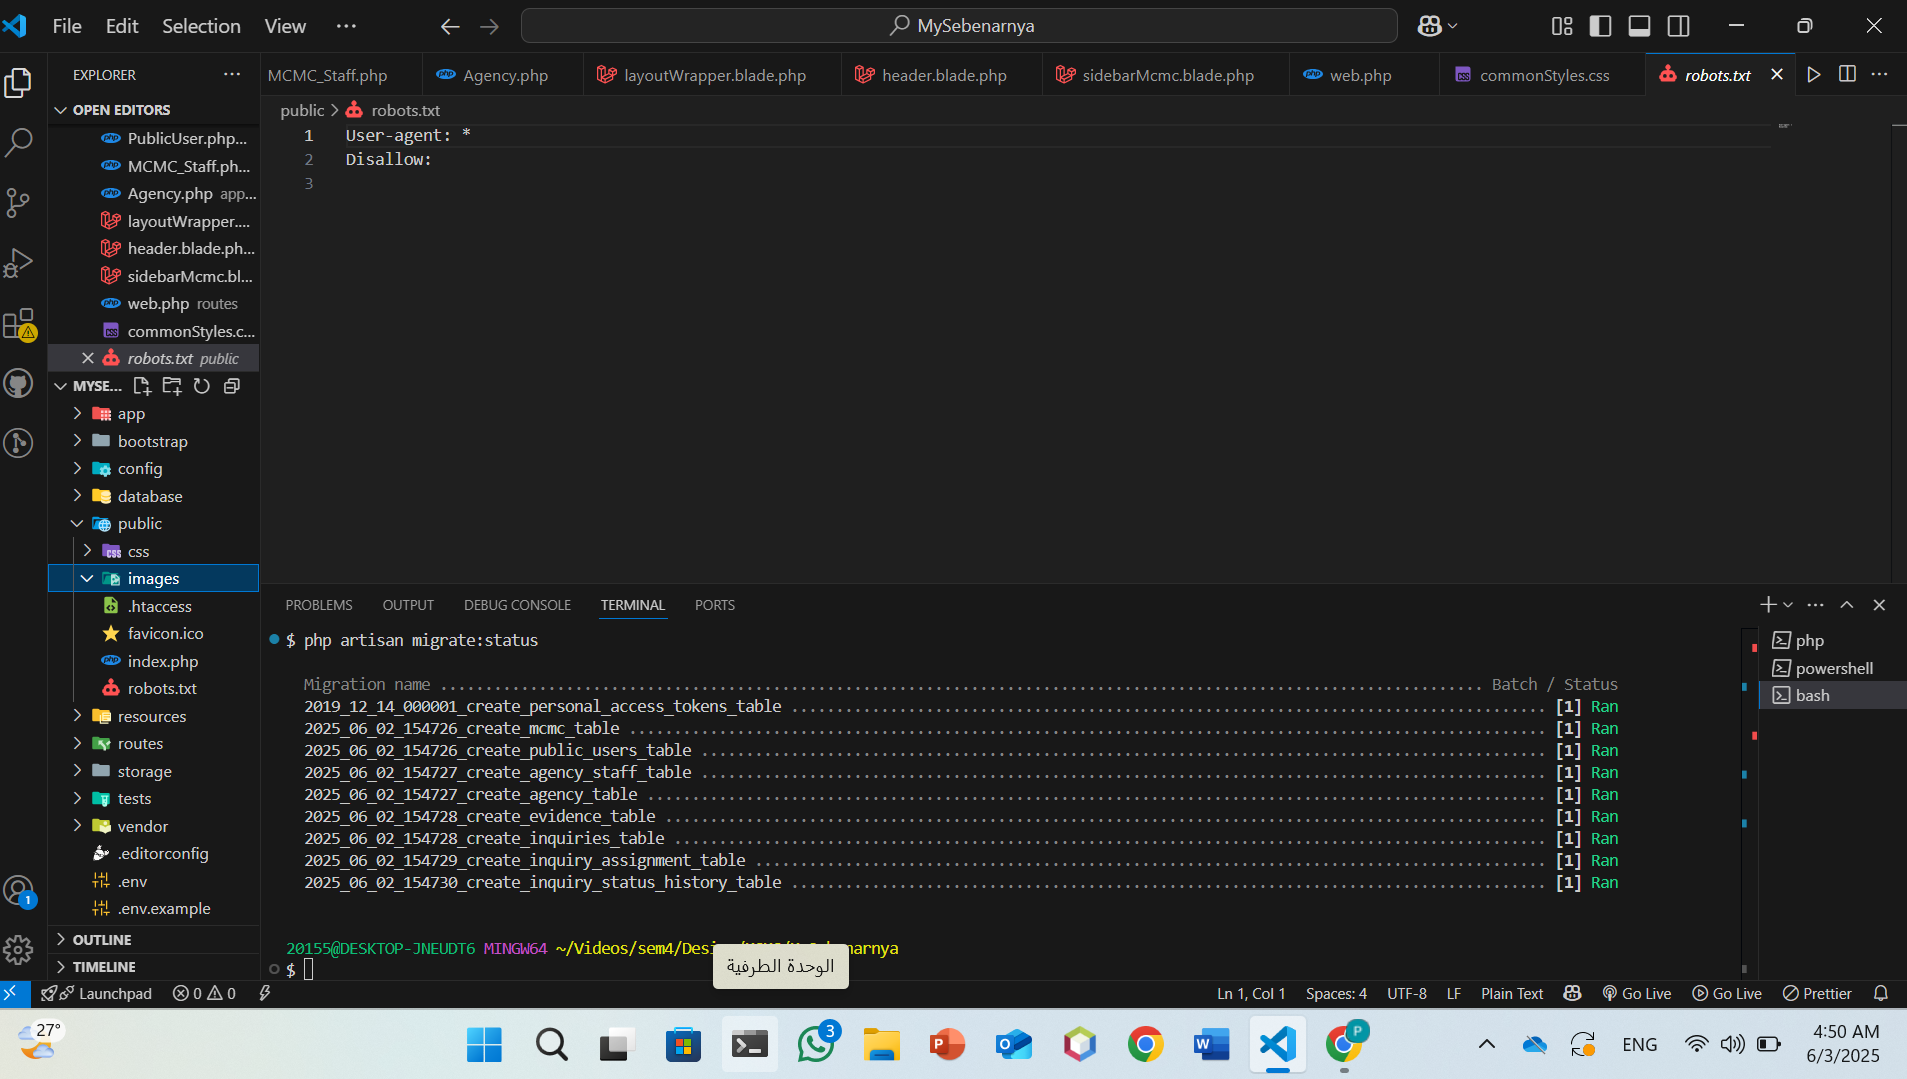 File Edit Selection View
MySebenarnya
EXPLORER
MCMC_Staff.php
Agency.php
layoutWrapper.blade.php
header.blade.php
sidebarMcmc.blade.php
web.php
commonStyles.css
robots.txt
OPEN EDITORS
PublicUser.php...
MCMC_Staff.ph...
Agency.php app...
layoutWrapper....
header.blade.ph...
sidebarMcmc.bl...
web.php routes
commonStyles.c...
robots.txt public
MYSE...
app
bootstrap
config
database
public
css
images
.htaccess
favicon.ico
index.php
robots.txt
resources
routes
storage
tests
vendor
.editorconfig
.env
.env.example
OUTLINE
TIMELINE
public > robots.txt
1 User-agent: *
2 Disallow:
3
PROBLEMS OUTPUT DEBUG CONSOLE TERMINAL PORTS
$ php artisan migrate:status
Migration name ........ Batch / Status
2019_12_14_000001_create_personal_access_tokens_table ........ [1] Ran
2025_06_02_154726_create_mcmc_table ........ [1] Ran
2025_06_02_154726_create_public_users_table ........ [1] Ran
2025_06_02_154727_create_agency_staff_table ........ [1] Ran
2025_06_02_154727_create_agency_table ........ [1] Ran
2025_06_02_154728_create_evidence_table ........ [1] Ran
2025_06_02_154728_create_inquiries_table ........ [1] Ran
2025_06_02_154729_create_inquiry_assignment_table ........ [1] Ran
2025_06_02_154730_create_inquiry_status_history_table ........ [1] Ran
20155@DESKTOP-JNEUDT6 MINGW64 ~/Videos/sem4/Desi
narnya
$
الوحدة الطرفية
php
powershell
bash
Launchpad 0 0
Ln 1, Col 1 Spaces: 4 UTF-8 LF Plain Text Go Live Go Live Prettier
27°
3
P
1
ENG
4:50 AM
6/3/2025